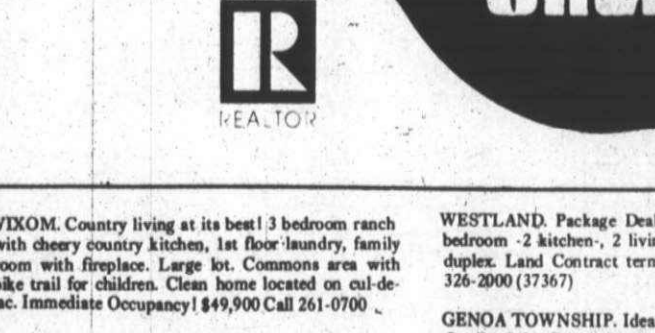 REALTOR
WIXOM. Country living at its best! 3 bedroom ranch
with cheery country kitchen, 1st floor laundry, family
room with fireplace. Large lot. Commons area with
bike trail for children. Clean home located on cul-de-
sac. Immediate Occupancy! $49,900 Call 261-0700
WESTLAND. Package Deal
bedroom -2 kitchen-, 2 livin
duplex. Land Contract term
326-2000 (37367)
GENOA TOWNSHIP. Idea